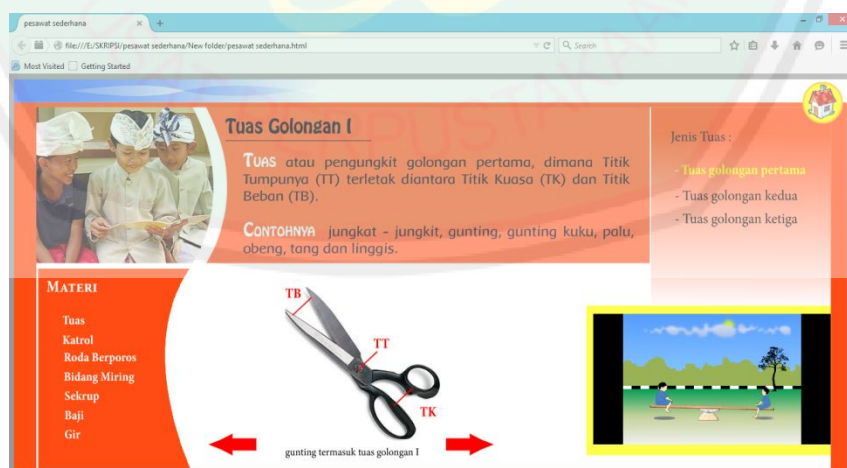 pesawat sederhana
file:///E:/SKRIPSI/pesawat sederhana/New folder/pesawat sederhana.html
Search
Most Visited Getting Started
Tuas Golongan I
TUAS atau pengungkit golongan pertama, dimana Titik
Tumpunya (TT) terletak diantara Titik Kuasa (TK) dan Titik
Beban (TB).
CONTOHNYA jungkat - jungkit, gunting, gunting kuku, palu,
obeng, tang dan linggis.
Jenis Tuas :
- Tuas golongan pertama
- Tuas golongan kedua
- Tuas golongan ketiga
MATERI
Tuas
Katrol
Roda Berporos
Bidang Miring
Sekrup
Baji
Gir
TB
TT
TK
gunting termasuk tuas golongan I